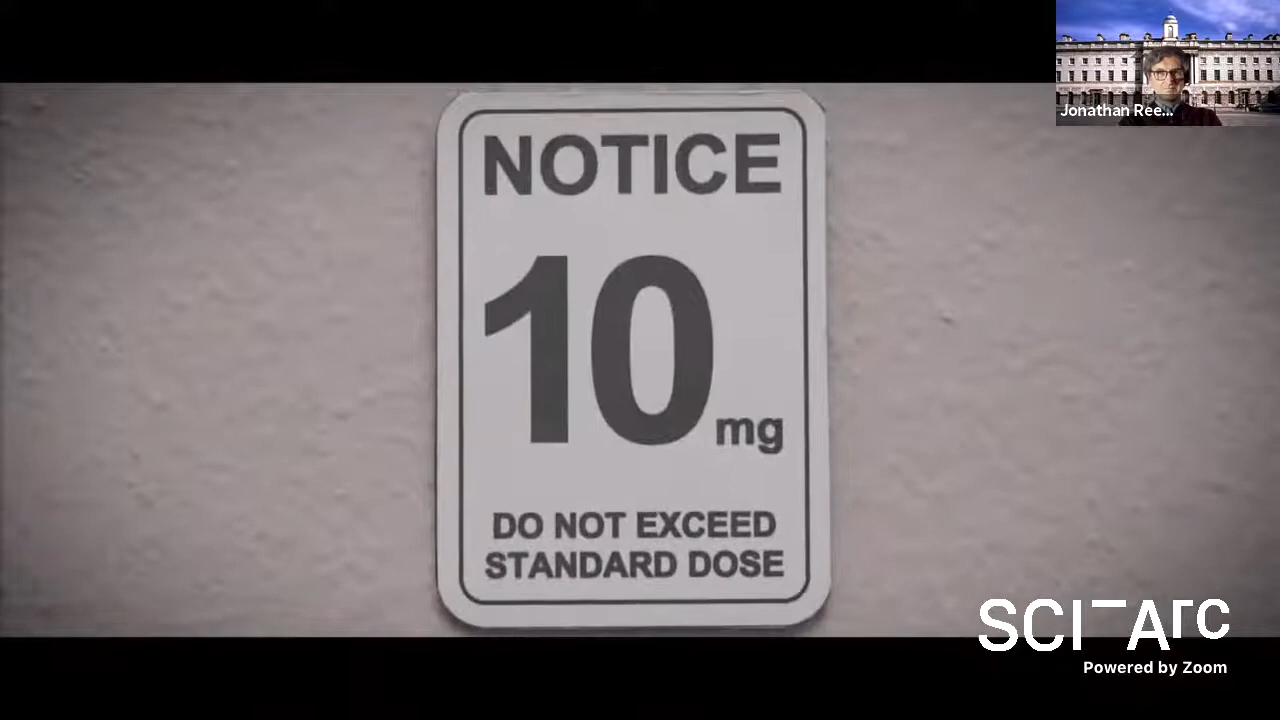 NOTICE
10 mg
DO NOT EXCEED
STANDARD DOSE
Jonathan Ree...
SCI-Arc
Powered by Zoom